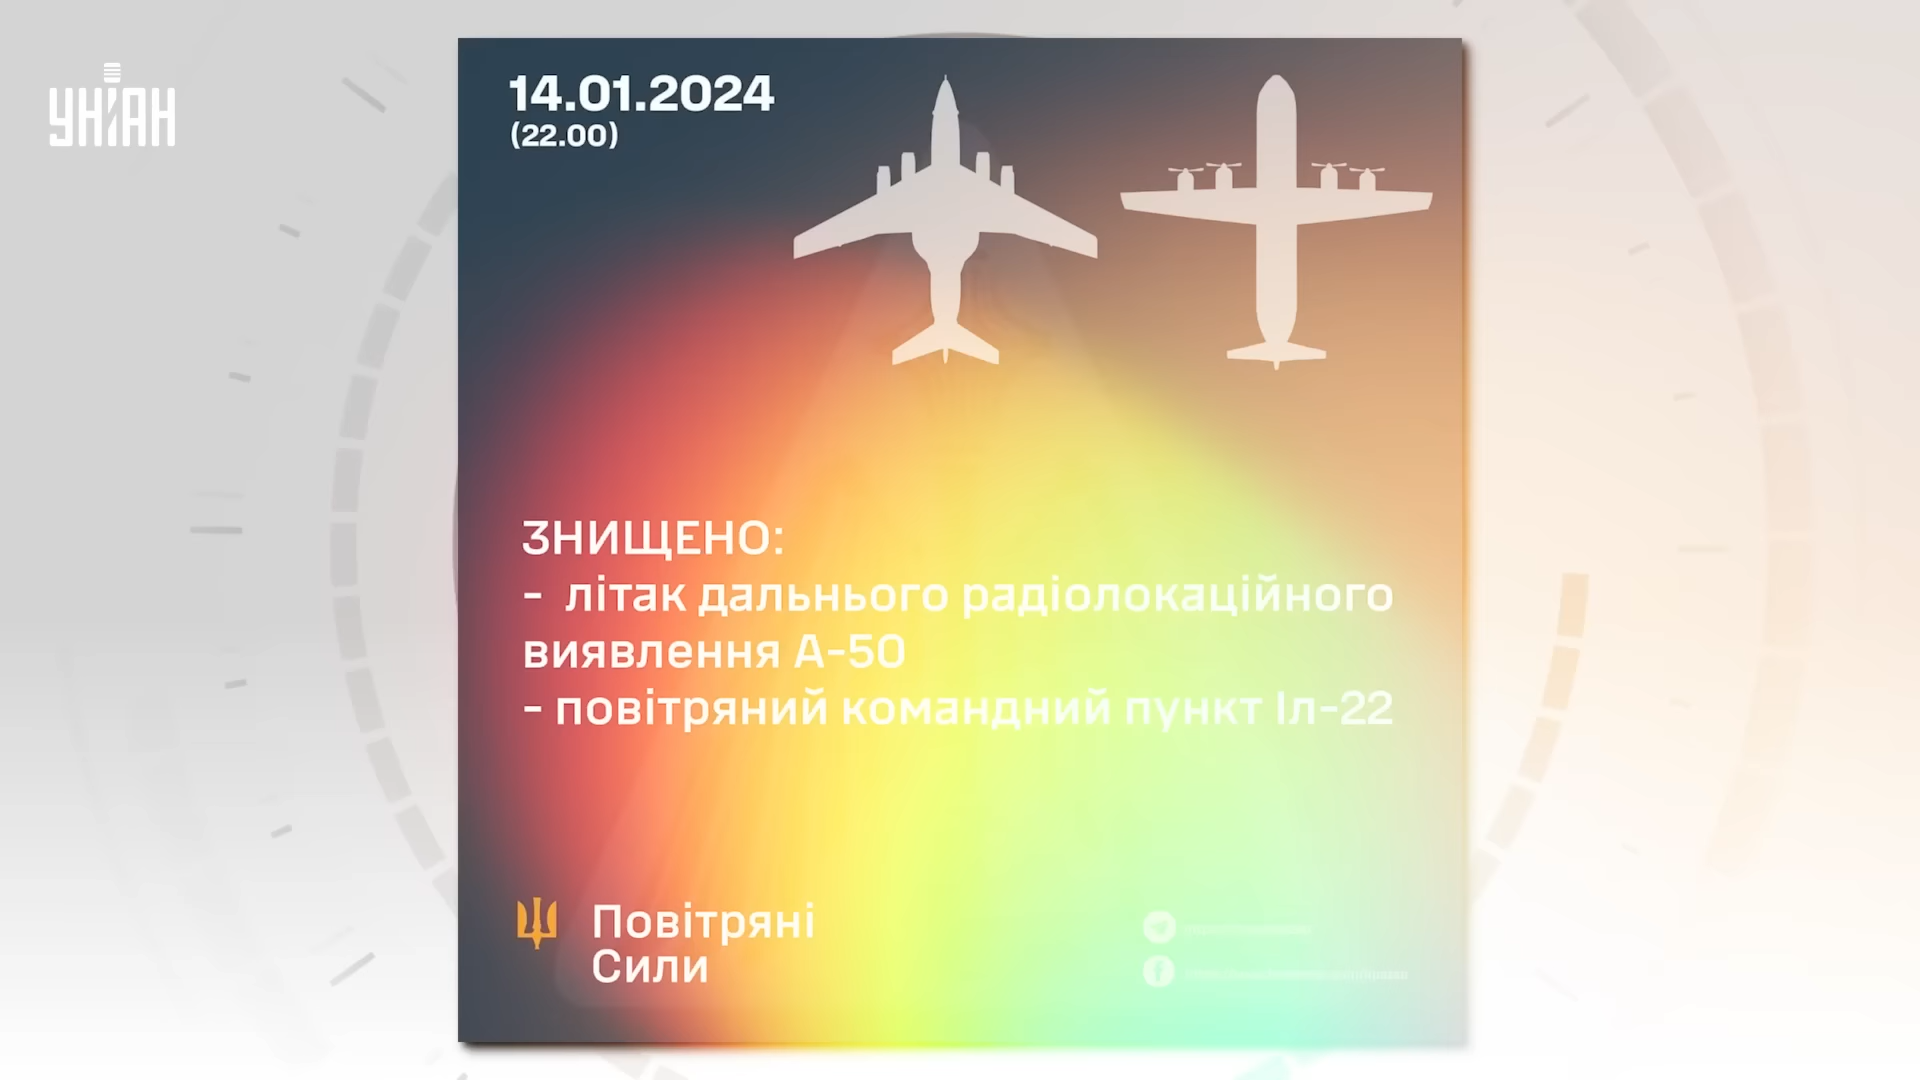 УНІАН
14.01.2024
(22.00)
ЗНИЩЕНО:
- літак дальнього радіолокаційного
виявлення А-50
- повітряний командний пункт Іл-22
Повітряні
Сили